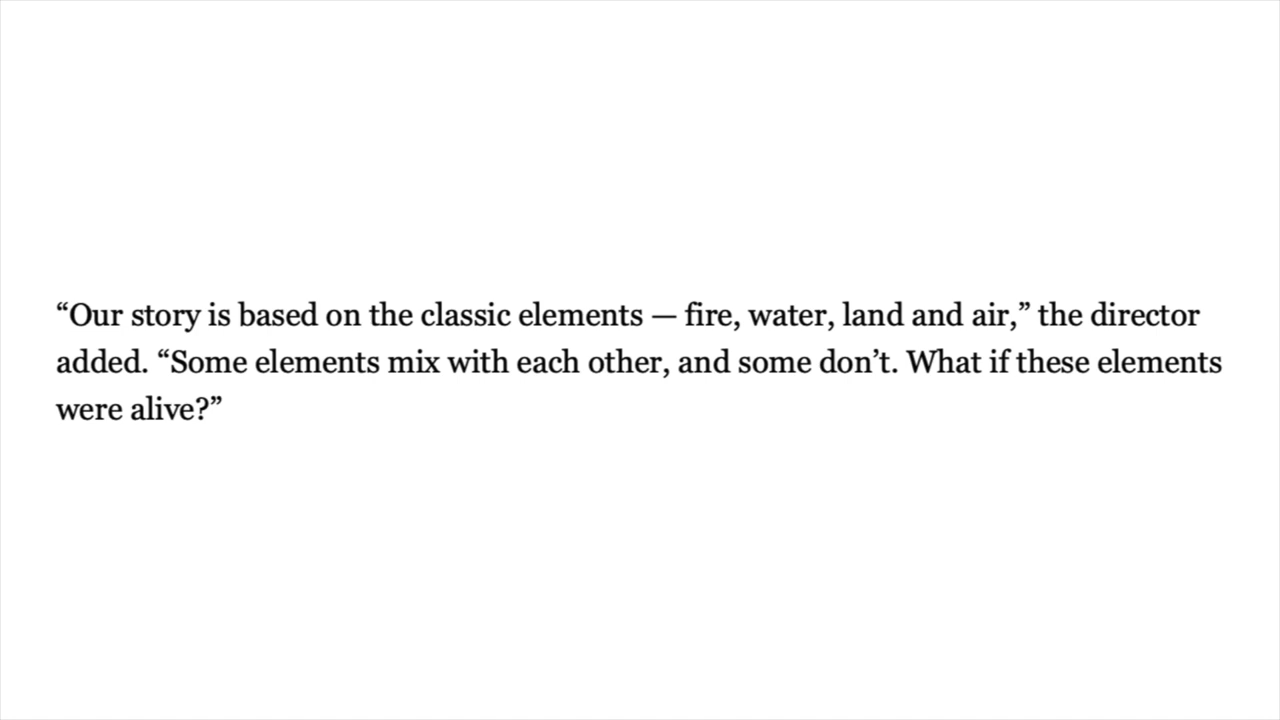 “Our story is based on the classic elements — fire, water, land and air,” the director
added. “Some elements mix with each other, and some don’t. What if these elements
were alive?”